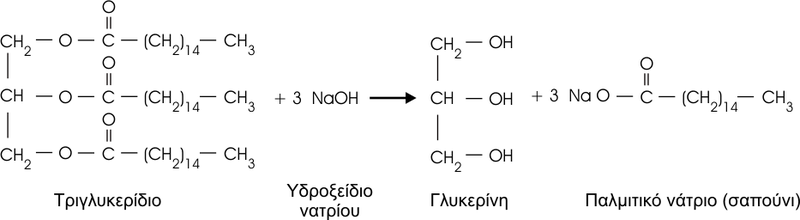 O O
CH2 — O — C — (CH2)14 — CH3
O
CH — O — C — (CH2)14 — CH3 + 3 NaOH → CH — OH + 3 Na O — C — (CH2)14 — CH3
O
CH2 — O — C — (CH2)14 — CH3
CH2 — OH
CH2 — OH
O
Τριγλυκερίδιο
Υδροξείδιο
νατρίου
Γλυκερίνη
Παλμιτικό νάτριο (σαπούνι)